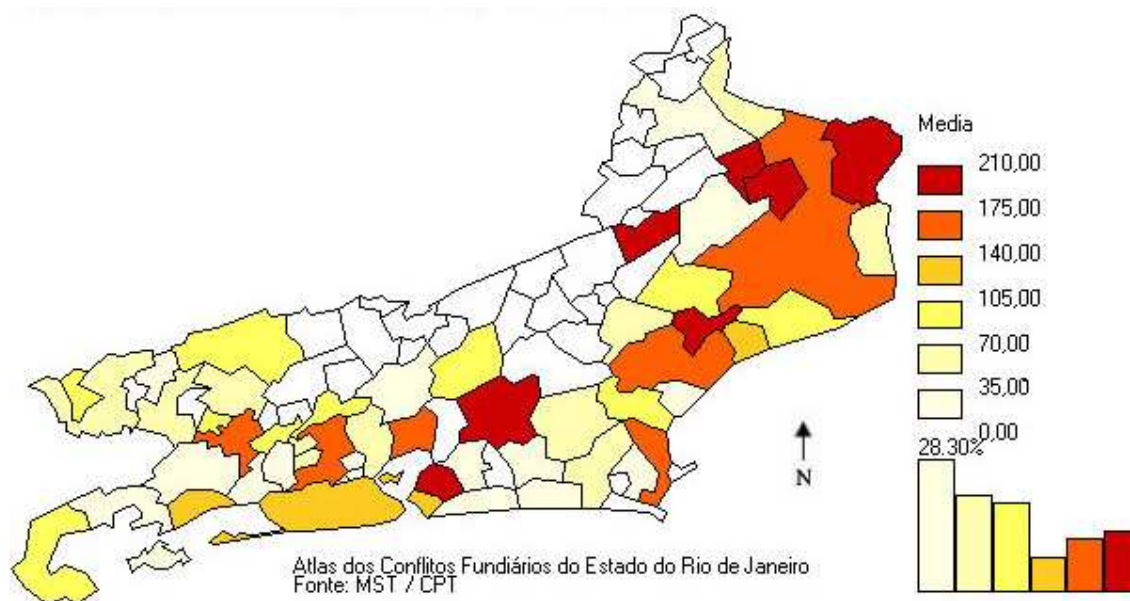 Media
210,00
175,00
140,00
105,00
70,00
35,00
0,00
28.30%
N
Atlas dos Conflitos Fundiários do Estado do Rio de Janeiro
Fonte: MST / CPT